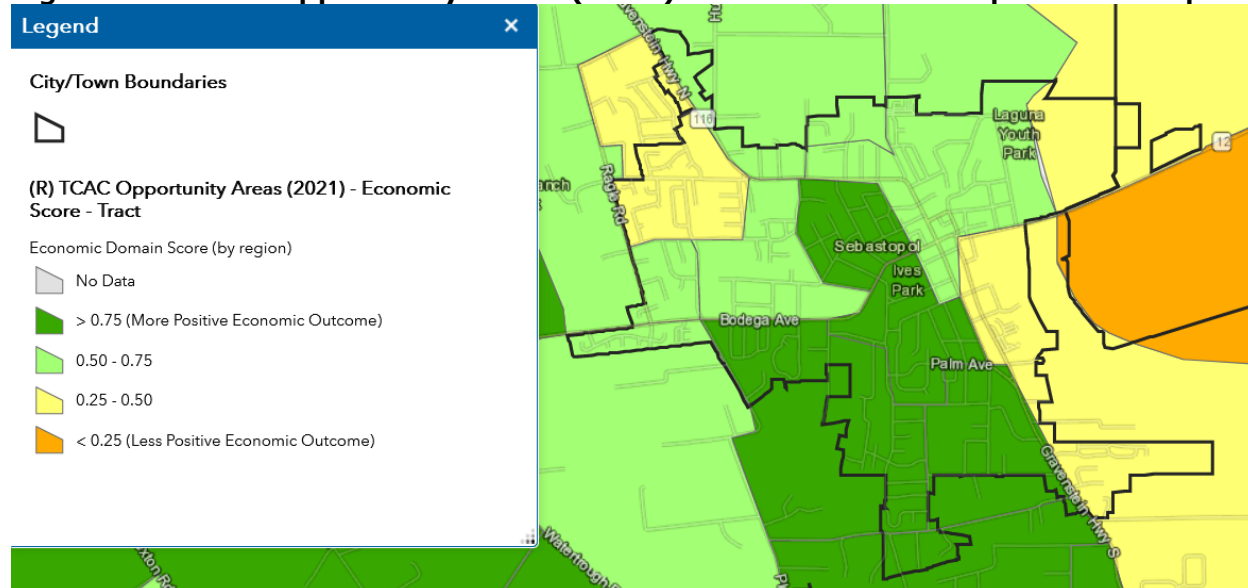 Legend
×
City/Town Boundaries
(R) TCAC Opportunity Areas (2021) - Economic
Score - Tract
Economic Domain Score (by region)
No Data
> 0.75 (More Positive Economic Outcome)
0.50 - 0.75
0.25 - 0.50
< 0.25 (Less Positive Economic Outcome)
116
Laguna
Youth
Park
12
Ragle Rd
Sebastopol
Ives
Park
Bodega Ave
Palm Ave
Gravenstein Hwy S